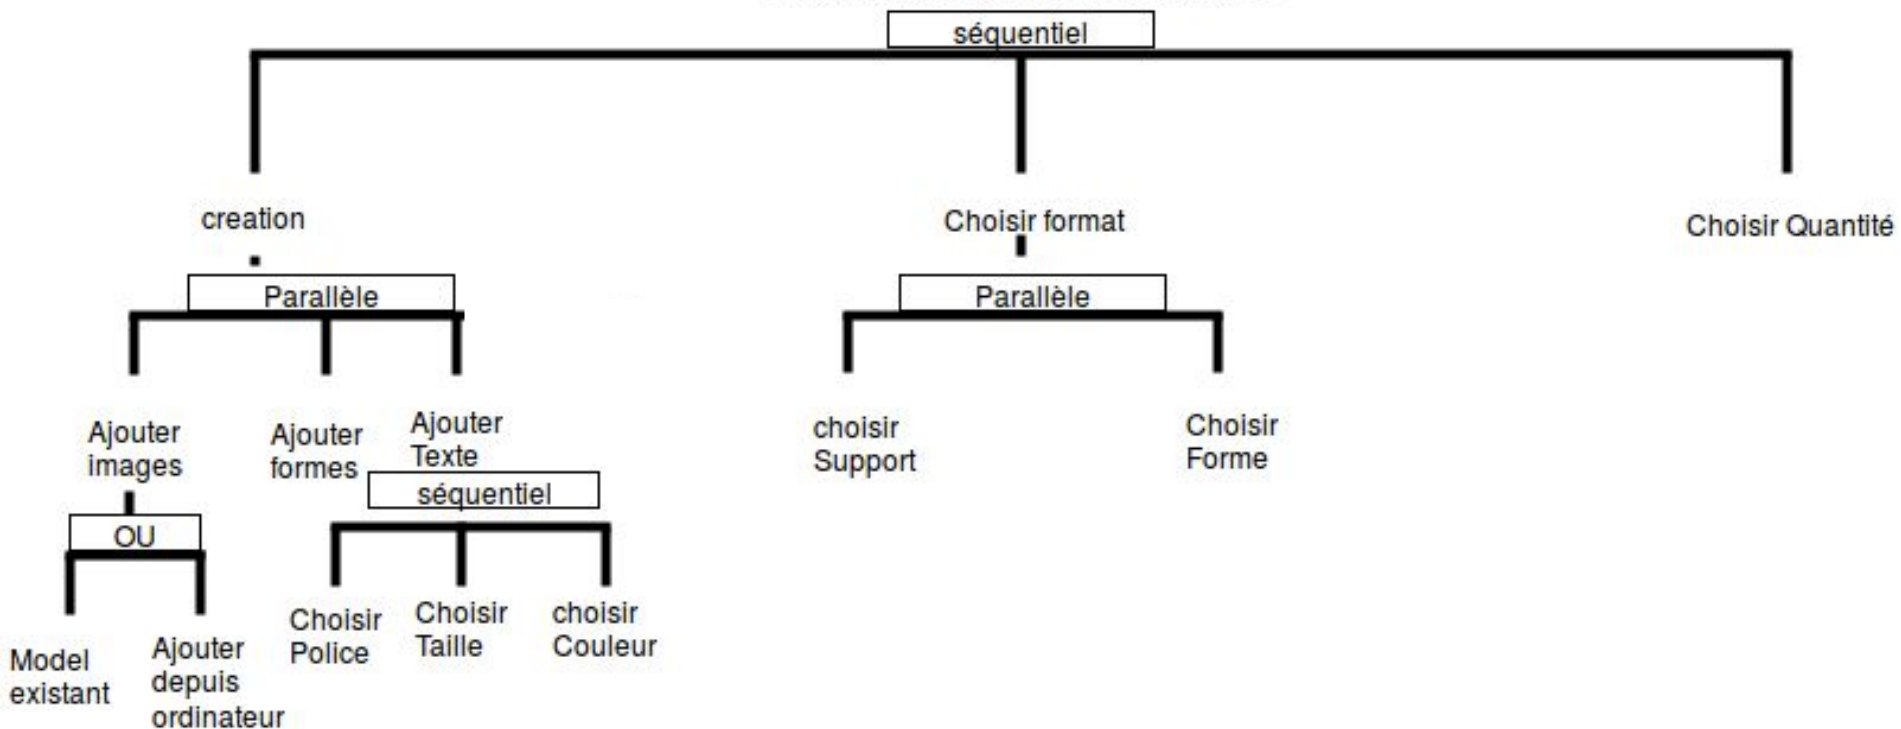 séquentiel
creation
Choisir format
Choisir Quantité
Parallèle
Parallèle
Ajouter
images
Ajouter
formes
Ajouter
Texte
choisir
Support
Choisir
Forme
séquentiel
OU
Choisir
Police
Choisir
Taille
choisir
Couleur
Model
existant
Ajouter
depuis
ordinateur